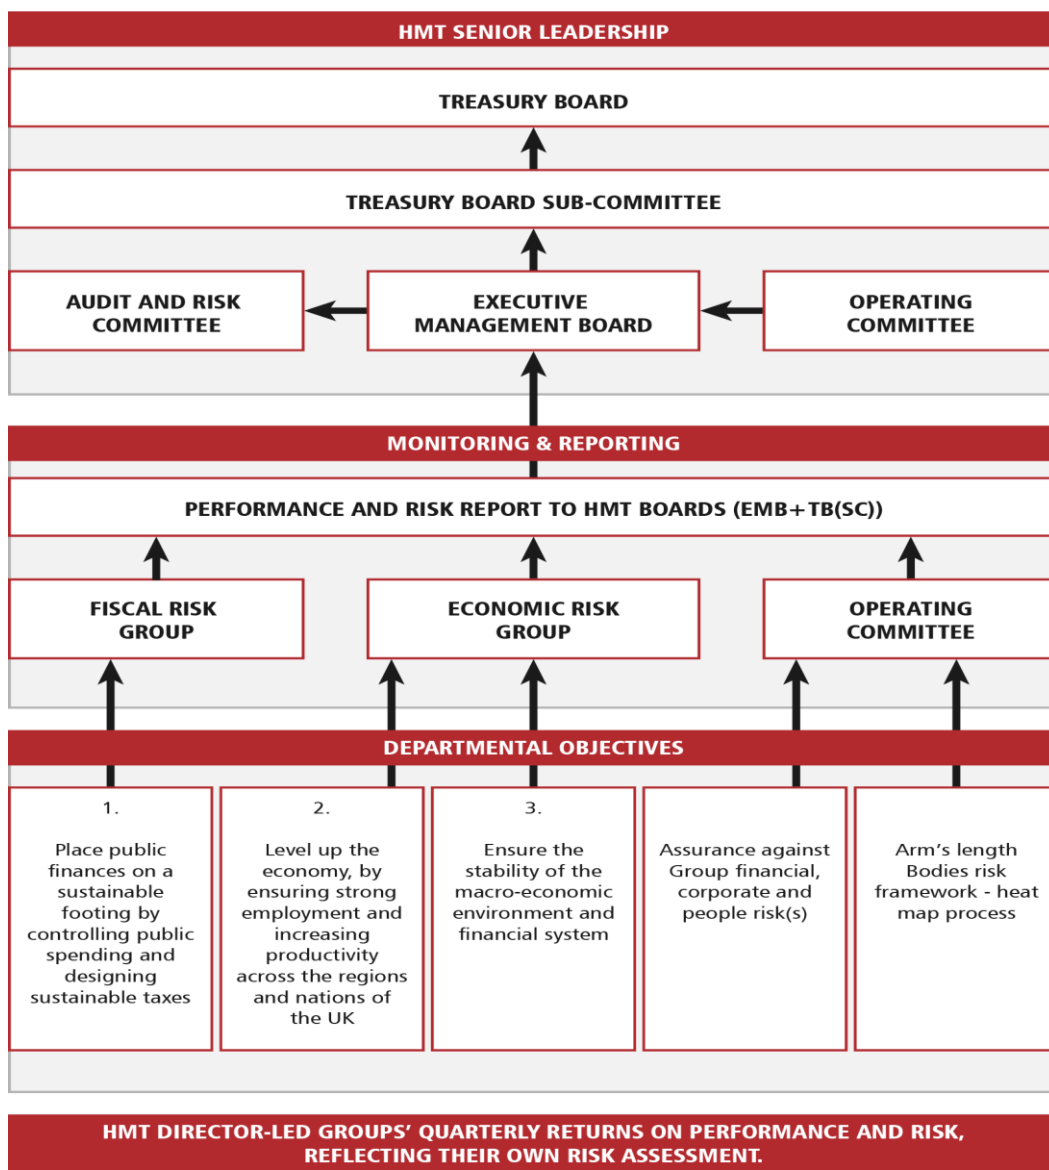 HMT SENIOR LEADERSHIP
TREASURY BOARD
TREASURY BOARD SUB-COMMITTEE
AUDIT AND RISK
COMMITTEE
EXECUTIVE
MANAGEMENT BOARD
OPERATING
COMMITTEE
MONITORING & REPORTING
PERFORMANCE AND RISK REPORT TO HMT BOARDS (EMB+TB(SC))
FISCAL RISK
GROUP
ECONOMIC RISK
GROUP
OPERATING
COMMITTEE
DEPARTMENTAL OBJECTIVES
1.
Place public
finances on a
sustainable
footing by
controlling public
spending and
designing
sustainable taxes
2.
Level up the
economy, by
ensuring strong
employment and
increasing
productivity
across the regions
and nations of
the UK
3.
Ensure the
stability of the
macro-economic
environment and
financial system
Assurance against
Group financial,
corporate and
people risk(s)
Arm’s length
Bodies risk
framework - heat
map process
HMT DIRECTOR-LED GROUPS’ QUARTERLY RETURNS ON PERFORMANCE AND RISK,
REFLECTING THEIR OWN RISK ASSESSMENT.